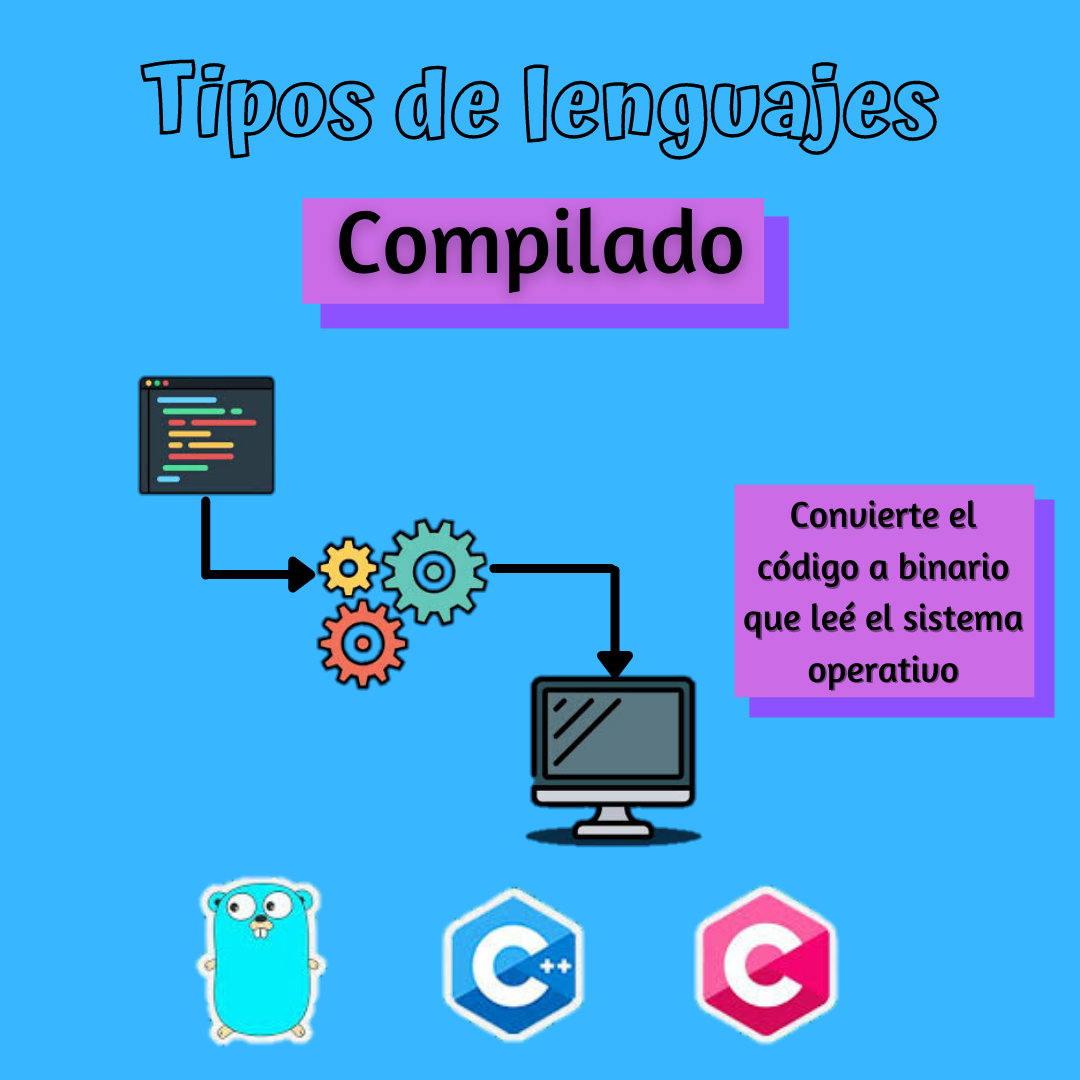 Tipos de lenguajes
Compilado
Convierte el
código a binario
que leé el sistema
operativo
C++
C